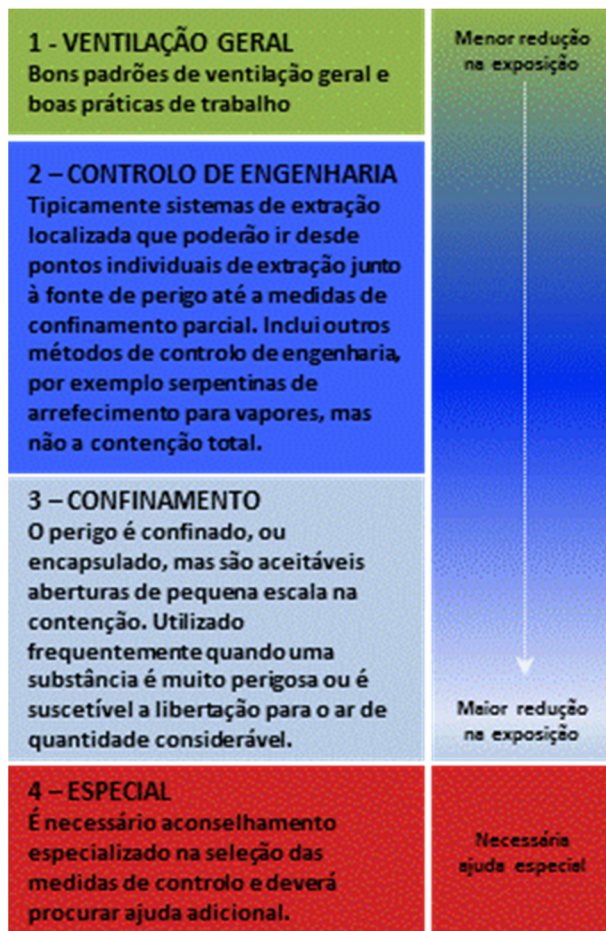 1 - VENTILAÇÃO GERAL
Bons padrões de ventilação geral e
boas práticas de trabalho
Menor redução
na exposição
2 – CONTROLO DE ENGENHARIA
Tipicamente sistemas de extração
localizada que poderão ir desde
pontos individuais de extração junto
à fonte de perigo até a medidas de
confinamento parcial. Inclui outros
métodos de controlo de engenharia,
por exemplo serpentinas de
arrefecimento para vapores, mas
não a contenção total.
3 – CONFINAMENTO
O perigo é confinado, ou
encapsulado, mas são aceitáveis
aberturas de pequena escala na
contenção. Utilizado
frequentemente quando uma
substância é muito perigosa ou é
suscetível a libertação para o ar de
quantidade considerável.
Maior redução
na exposição
4 – ESPECIAL
É necessário aconselhamento
especializado na seleção das
medidas de controlo e deverá
procurar ajuda adicional.
Necessária
ajuda especial